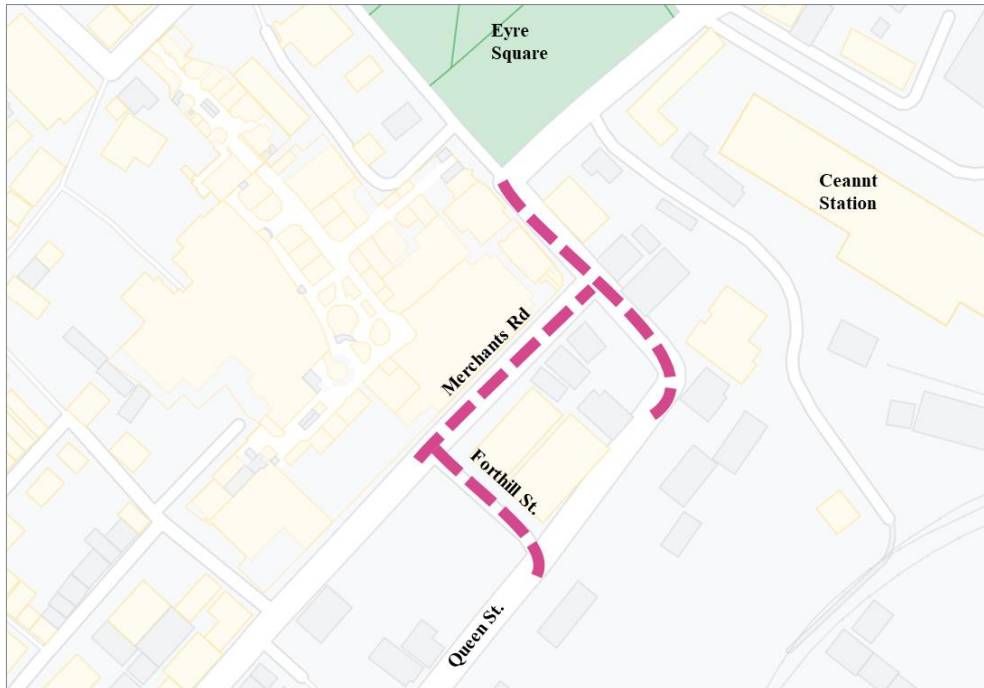 Eyre
Square
Ceannt
Station
Merchants Rd
Forthill St.
Queen St.